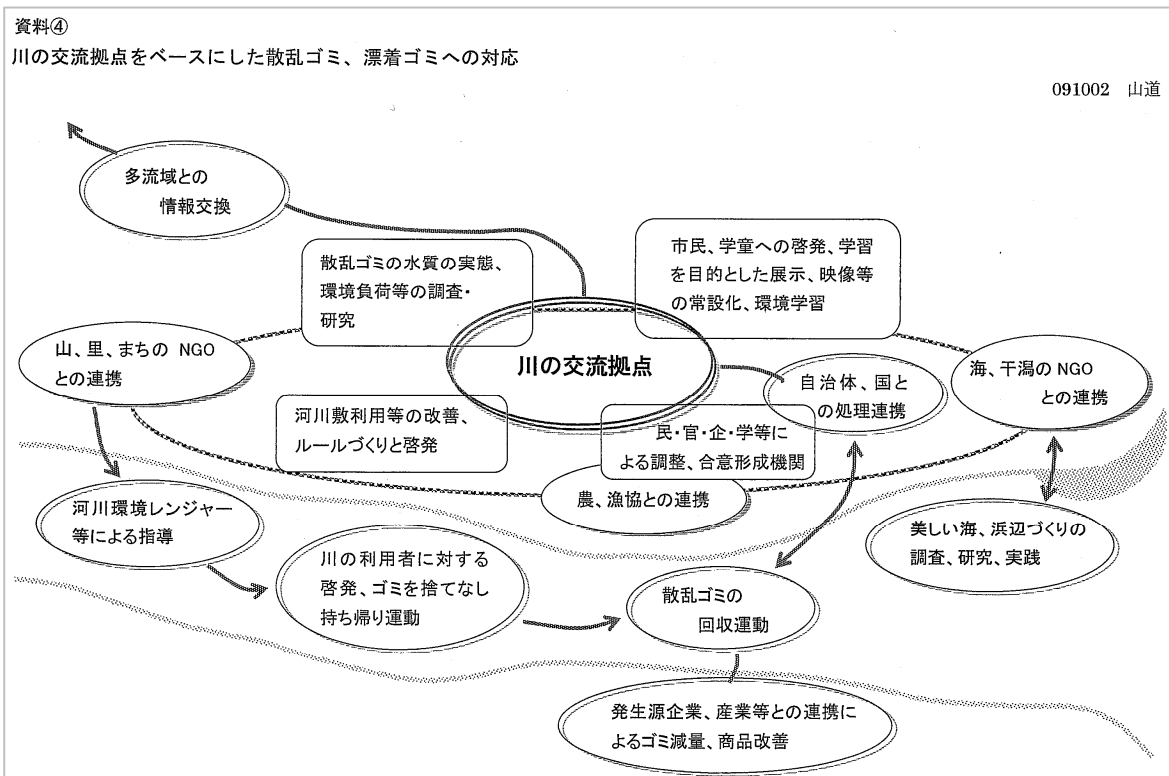 資料④
川の交流拠点をベースにした散乱ゴミ、漂着ゴミへの対応
091002 山道
多流域との
情報交換
散乱ゴミの水質の実態、
環境負荷等の調査・
研究
市民、学童への啓発、学習
を目的とした展示、映像等
の常設化、環境学習
山、里、まちの NGO
との連携
川の交流拠点
自治体、国と
の処理連携
海、干潟の NGO
との連携
河川敷利用等の改善、
ルールづくりと啓発
民・官・企・学等に
よる調整、合意形成機関
農、漁協との連携
河川環境レンジャー
等による指導
川の利用者に対する
啓発、ゴミを捨てなし
持ち帰り運動
散乱ゴミの
回収運動
美しい海、浜辺づくりの
調査、研究、実践
発生源企業、産業等との連携に
よるゴミ減量、商品改善